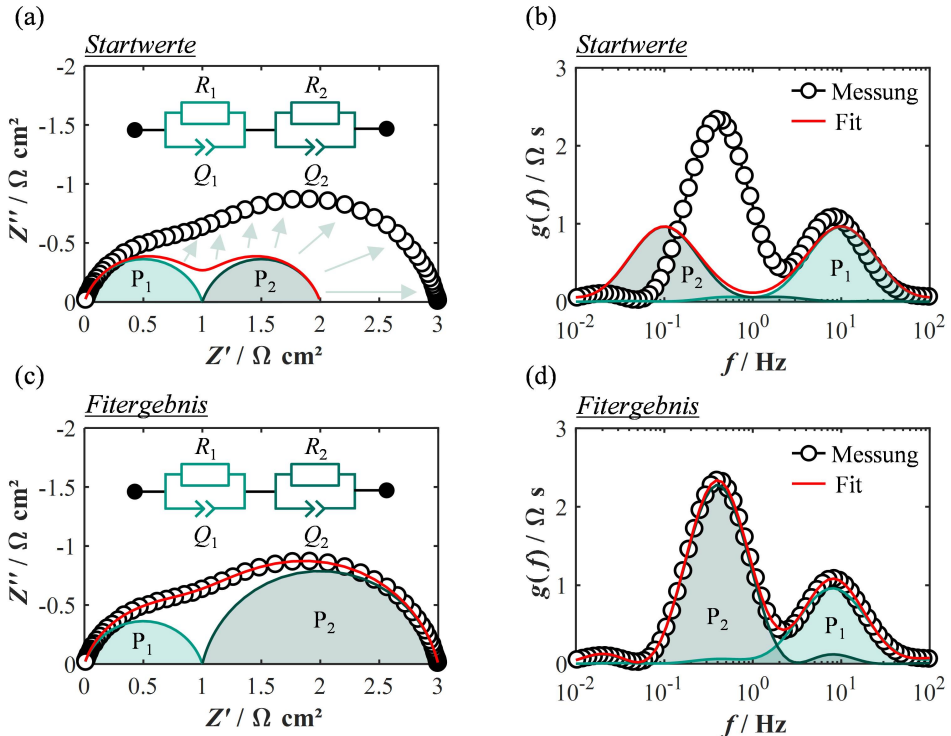 (a)
Startwerte
-2
-1.5
-1
-0.5
0
Z'' / Ω cm²
R₁
R₂
Q₁
Q₂
P₁
P₂
0 0.5 1 1.5 2 2.5 3
Z' / Ω cm²
(b)
Startwerte
3
2
1
0
g(f) / Ω s
Messung
Fit
P₂
P₁
10⁻² 10⁻¹ 10⁰ 10¹ 10²
f / Hz
(c)
Fitergebnis
-2
-1.5
-1
-0.5
0
Z'' / Ω cm²
R₁
R₂
Q₁
Q₂
P₁
P₂
0 0.5 1 1.5 2 2.5 3
Z' / Ω cm²
(d)
Fitergebnis
3
2
1
0
g(f) / Ω s
Messung
Fit
P₂
P₁
10⁻² 10⁻¹ 10⁰ 10¹ 10²
f / Hz